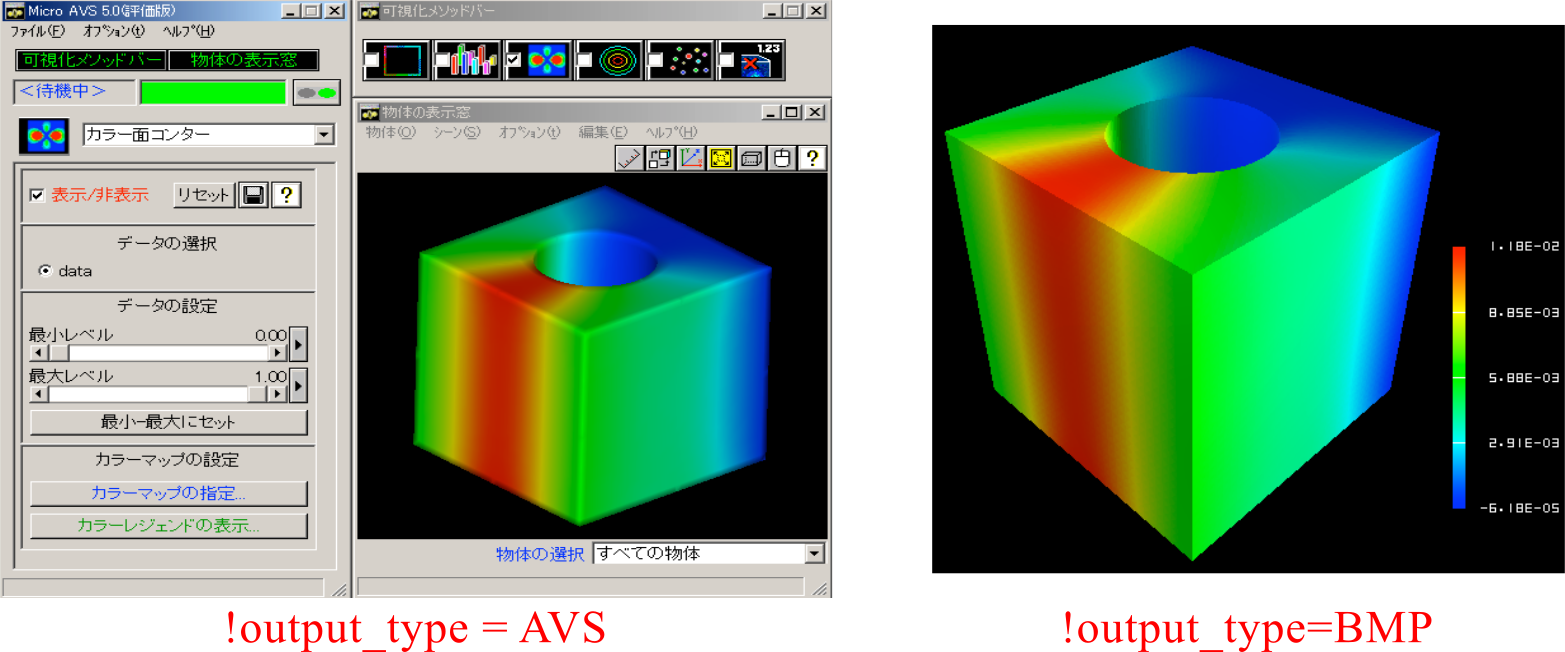 Micro AVS 5.0(評価版)
ファイル(F) オプション(t) ヘルプ(H)
可視化メソッドバー 物体の表示窓
<待機中>
カラー面コンター
表示/非表示 リセット ?
データの選択
data
データの設定
最小レベル 0.00
最大レベル 1.00
最小-最大にセット
カラーマップの設定
カラーマップの指定...
カラーレジェンドの表示...
可視化メソッドバー
1.23
物体の表示窓
物体(O) シーン(S) オプション(t) 編集(E) ヘルプ(H)
?
物体の選択 すべての物体
1.18E-02
8.85E-03
5.88E-03
2.91E-03
-6.18E-05
!output_type = AVS
!output_type=BMP